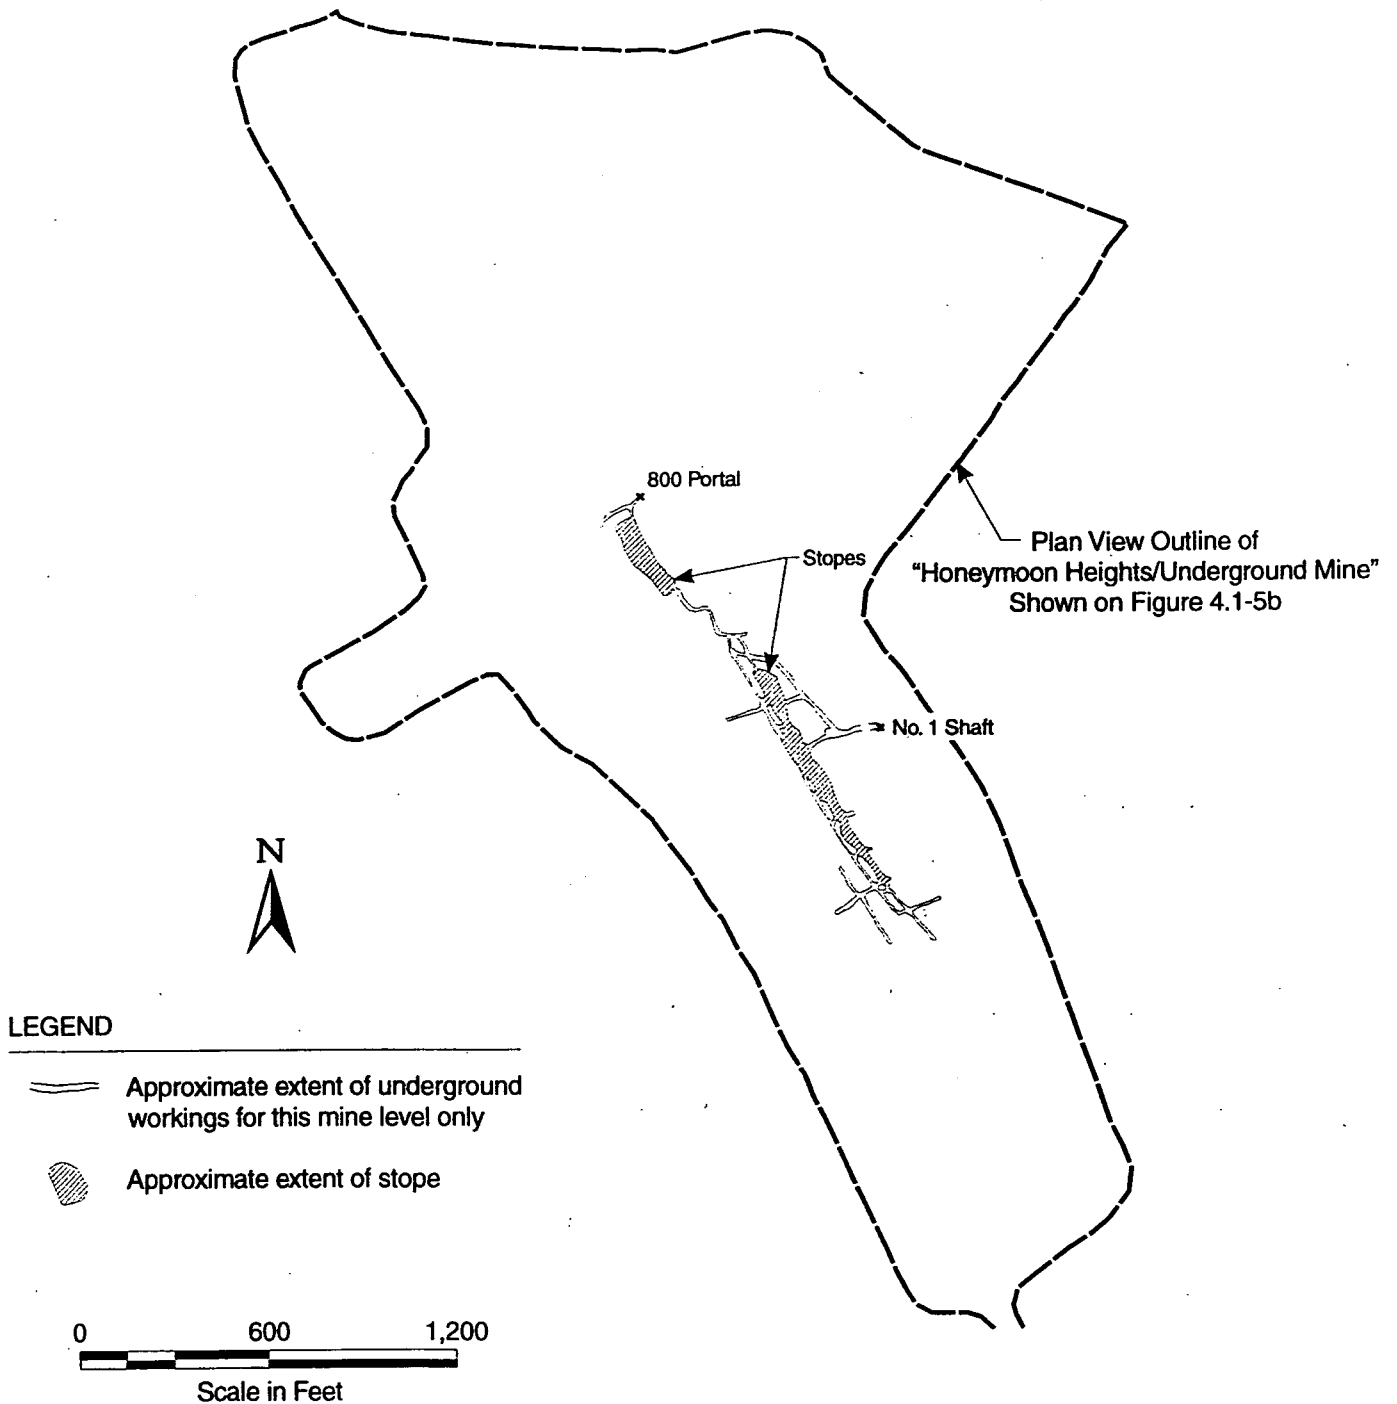 800 Portal
Stopes
Plan View Outline of
“Honeymoon Heights/Underground Mine”
Shown on Figure 4.1-5b
No. 1 Shaft
N
LEGEND
Approximate extent of underground
workings for this mine level only
Approximate extent of stope
0 600 1,200
Scale in Feet